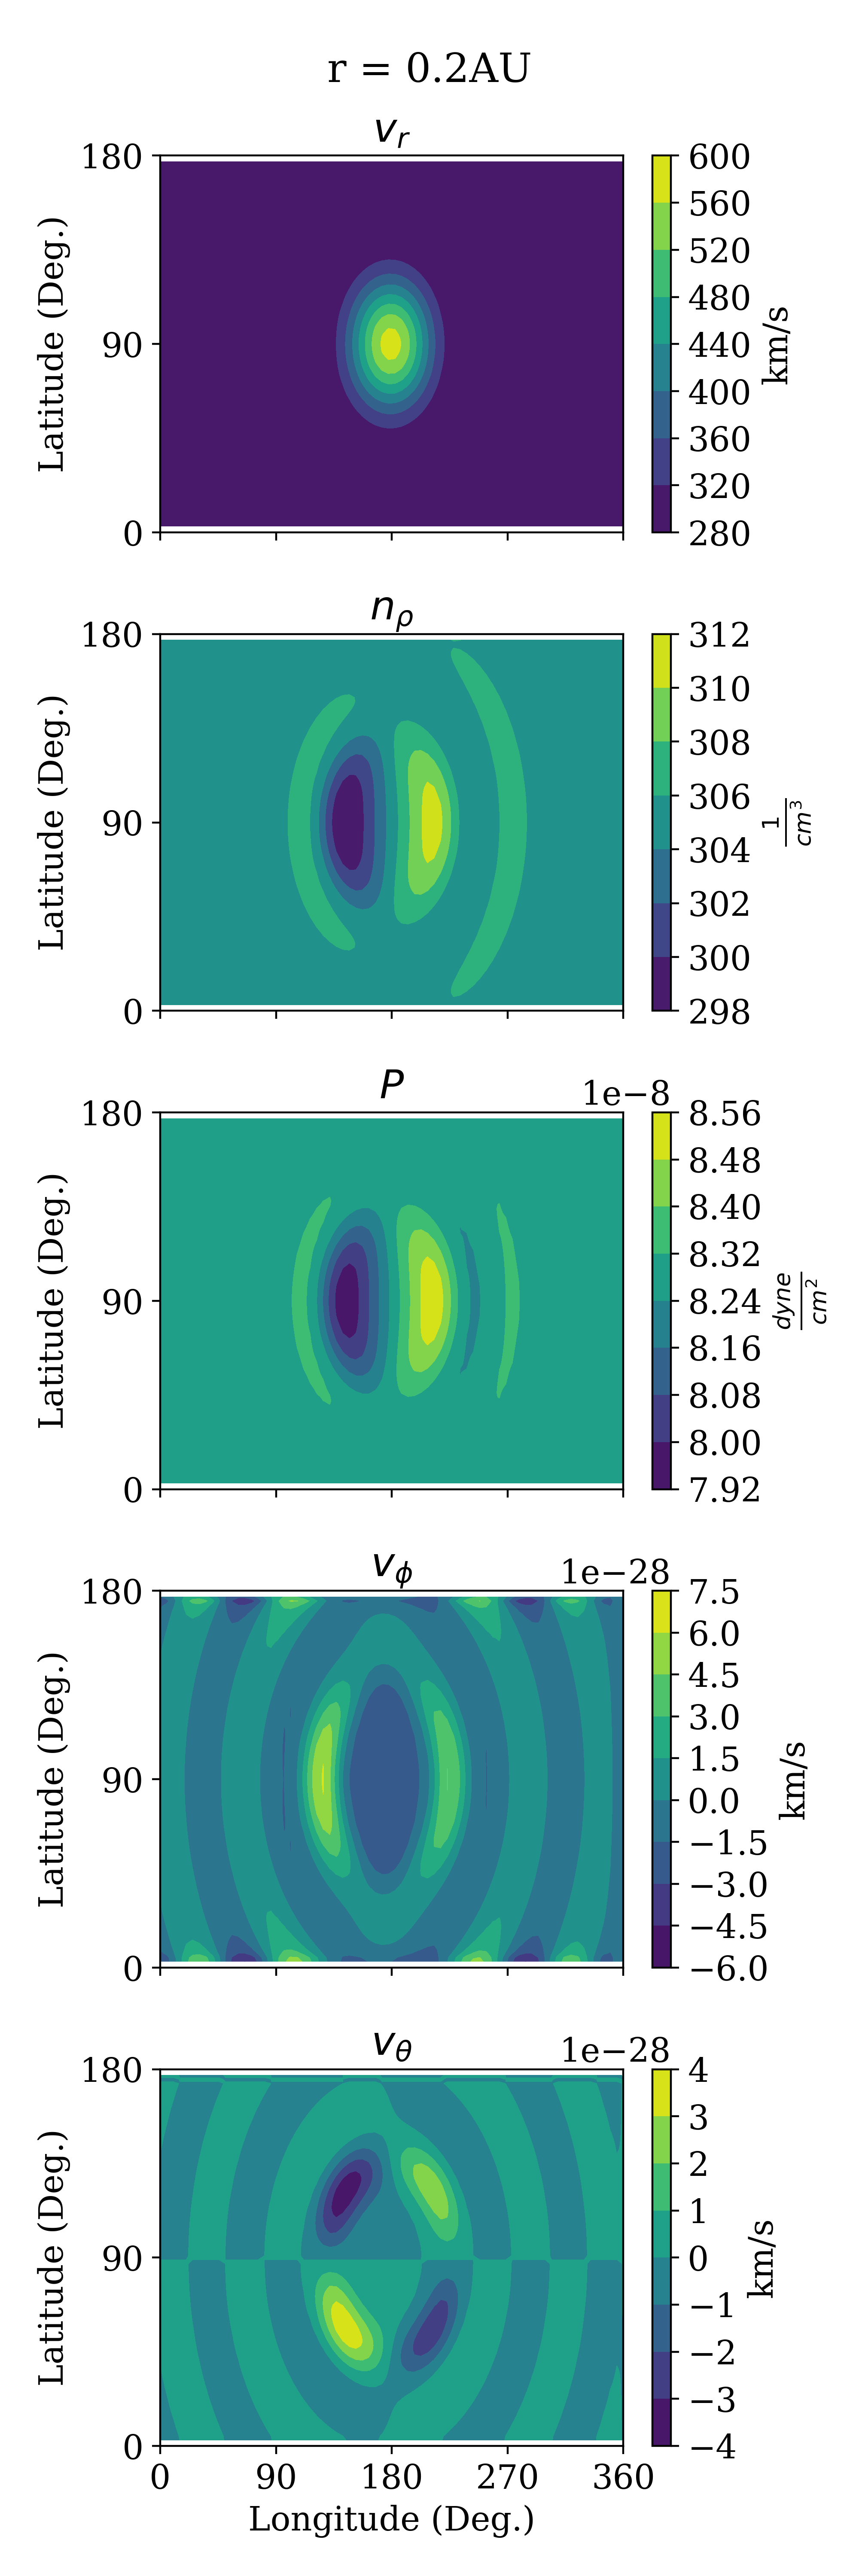 r = 0.2AU
v_r
180
90
0
Latitude (Deg.)
600
560
520
480
440
400
360
320
280
km/s
n_ρ
180
90
0
Latitude (Deg.)
312
310
308
306
304
302
300
298
1/cm³
P
1e−8
180
90
0
Latitude (Deg.)
8.56
8.48
8.40
8.32
8.24
8.16
8.08
8.00
7.92
dyne/cm²
v_ϕ
1e−28
180
90
0
Latitude (Deg.)
7.5
6.0
4.5
3.0
1.5
0.0
−1.5
−3.0
−4.5
−6.0
km/s
v_θ
1e−28
180
90
0
Latitude (Deg.)
4
3
2
1
0
−1
−2
−3
−4
km/s
0 90 180 270 360
Longitude (Deg.)